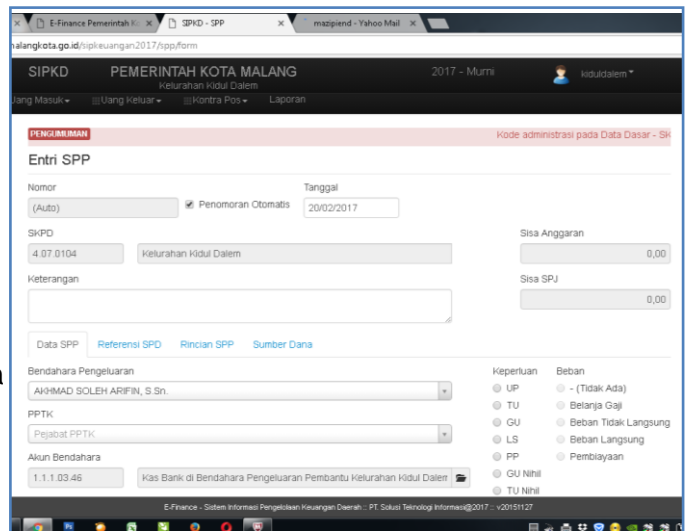 E-Finance Pemerintah Ko × SIPKD - SPP × mazipiend - Yahoo Mail ×
nalangkota.go.id/sipkeuangan2017/spp/form
SIPKD PEMERINTAH KOTA MALANG 2017 - Murni kiduldalem
Kelurahan Kidul Dalem
Uang Masuk Uang Keluar Kontra Pos Laporan
PENGUMUMAN Kode administrasi pada Data Dasar - SK
Entri SPP
Nomor Tanggal
(Auto) Penomoran Otomatis 20/02/2017
SKPD Sisa Anggaran
4.07.0104 Kelurahan Kidul Dalem 0,00
Keterangan Sisa SPJ
0,00
Data SPP Referensi SPD Rincian SPP Sumber Dana
Bendahara Pengeluaran Keperluan Beban
a AKHMAD SOLEH ARIFIN, S.Sn. UP - (Tidak Ada)
PPTK TU Belanja Gaji
Pejabat PPTK GU Beban Tidak Langsung
LS Beban Langsung
Akun Bendahara PP Pembiayaan
1.1.1.03.46 Kas Bank di Bendahara Pengeluaran Pembantu Kelurahan Kidul Dalem GU Nihil
TU Nihil
E-Finance - Sistem Informasi Pengelolaan Keuangan Daerah :: PT. Solusi Teknologi Informasi@2017 :: v20151127